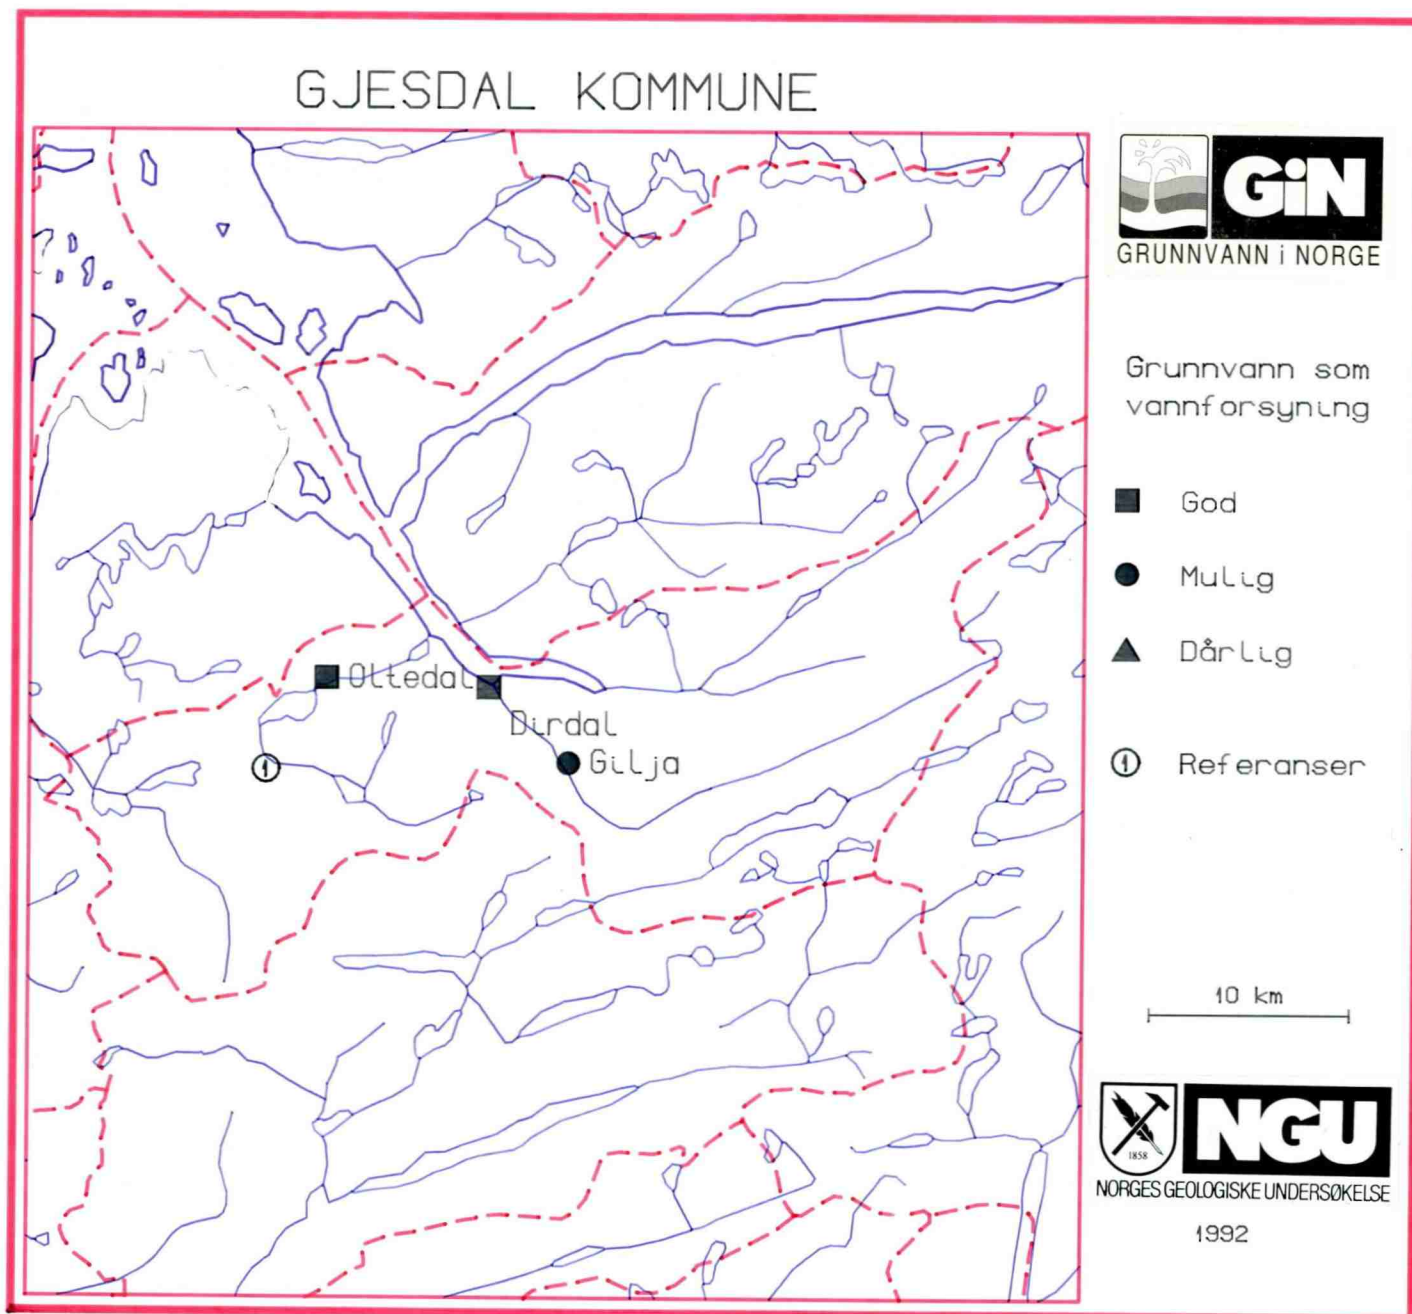 GJESDAL KOMMUNE
GiN
GRUNNVANN i NORGE
Grunnvann som
vannforsyning
God
Mulig
Dårlig
1 Referanser
Oltedal
Dirdal
Gilja
1
10 km
1858
NGU
NORGES GEOLOGISKE UNDERSØKELSE
1992